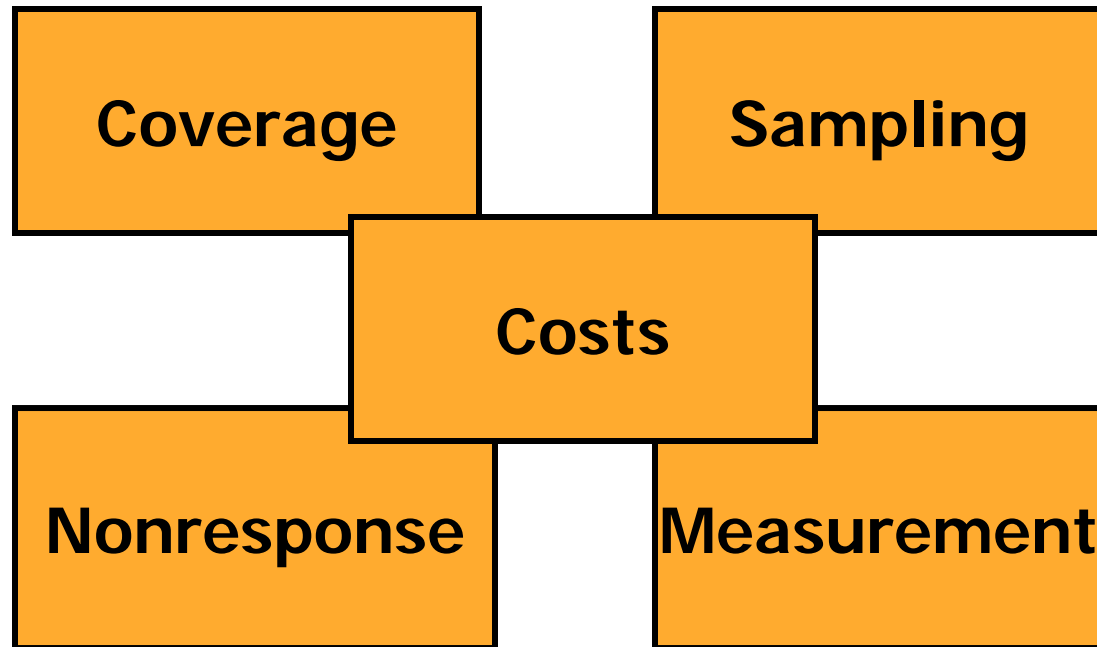 Coverage
Sampling
Costs
Nonresponse
Measurement